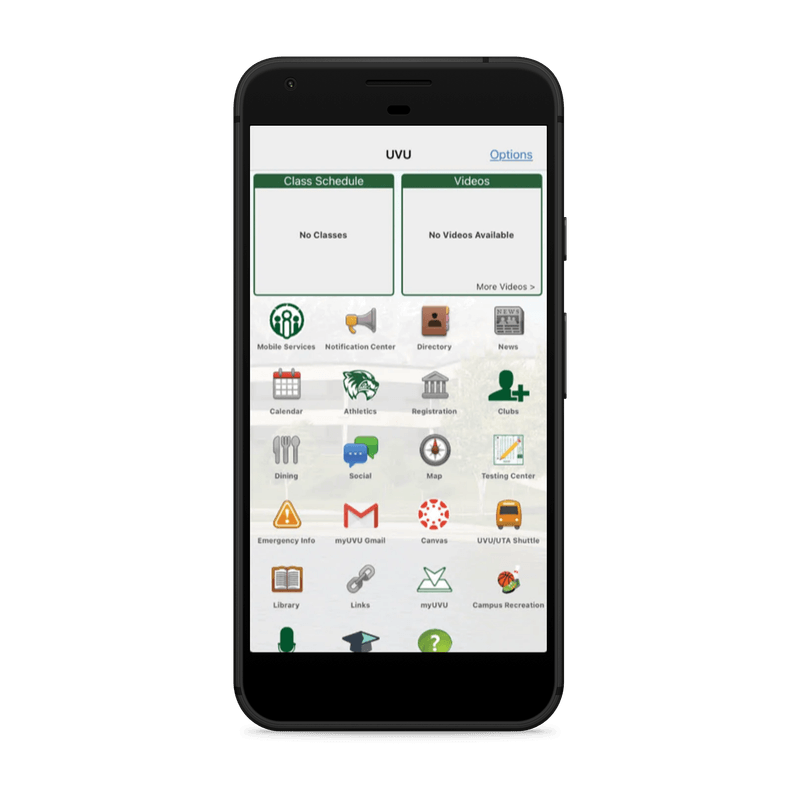 UVU
Options
Class Schedule
Videos
No Classes
No Videos Available
More Videos >
Mobile Services
Notification Center
Directory
NEWS
News
Calendar
Athletics
Registration
Clubs
Dining
Social
Map
Testing Center
Emergency Info
myUVU Gmail
Canvas
UVU/UTA Shuttle
Library
Links
myUVU
Campus Recreation